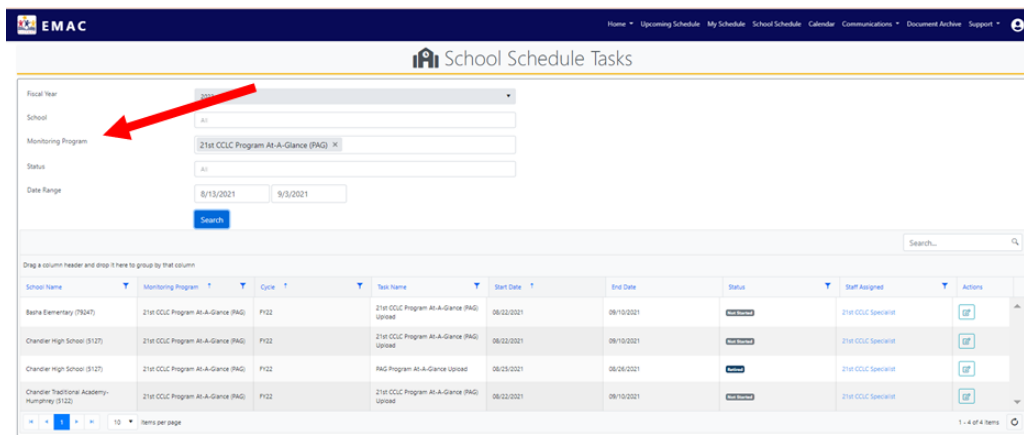 EMAC
Home Upcoming Schedule My Schedule School Schedule Calendar Communications Document Archive Support
School Schedule Tasks
Fiscal Year
School All
Monitoring Program 21st CCLC Program At-A-Glance (PAG) ×
Status All
Date Range 8/13/2021 9/3/2021
Search
Search...
Drag a column header and drop it here to group by that column
School Name Monitoring Program ↑ Cycle ↑ Task Name Start Date ↑ End Date Status Staff Assigned Actions
Basha Elementary (79247) 21st CCLC Program At-A-Glance (PAG) FY22 21st CCLC Program At-A-Glance (PAG) Upload 08/22/2021 09/10/2021 Not Started 21st CCLC Specialist
Chandler High School (5127) 21st CCLC Program At-A-Glance (PAG) FY22 21st CCLC Program At-A-Glance (PAG) Upload 08/22/2021 09/10/2021 Not Started 21st CCLC Specialist
Chandler High School (5127) 21st CCLC Program At-A-Glance (PAG) FY22 PAG Program At-A-Glance Upload 08/25/2021 08/26/2021 Retired 21st CCLC Specialist
Chandler Traditional Academy-Humphrey (5122) 21st CCLC Program At-A-Glance (PAG) FY22 21st CCLC Program At-A-Glance (PAG) Upload 08/22/2021 09/10/2021 Not Started 21st CCLC Specialist
1 10 items per page 1 - 4 of 4 items